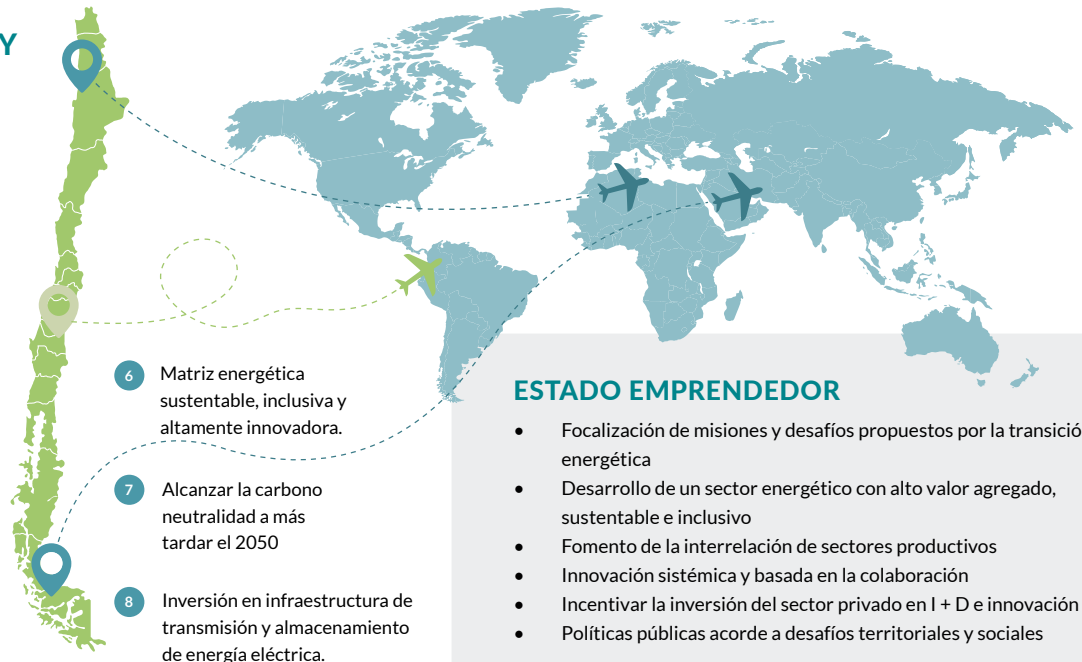 Y
6 Matriz energética
sustentable, inclusiva y
altamente innovadora.
7 Alcanzar la carbono
neutralidad a más
tardar el 2050
8 Inversión en infraestructura de
transmisión y almacenamiento
de energía eléctrica.
ESTADO EMPRENDEDOR
• Focalización de misiones y desafíos propuestos por la transició
energética
• Desarrollo de un sector energético con alto valor agregado,
sustentable e inclusivo
• Fomento de la interrelación de sectores productivos
• Innovación sistémica y basada en la colaboración
• Incentivar la inversión del sector privado en I + D e innovación
• Políticas públicas acorde a desafíos territoriales y sociales